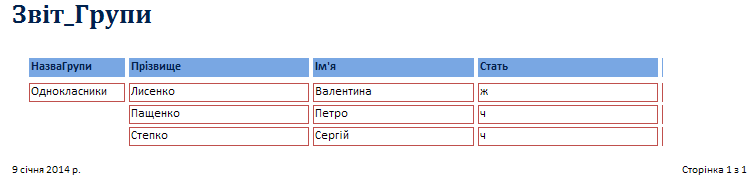 Звіт_Групи
НазваГрупи Прізвище Ім'я Стать
Однокласники Лисенко Валентина ж
Пащенко Петро ч
Степко Сергій ч
9 січня 2014 р. Сторінка 1 з 1